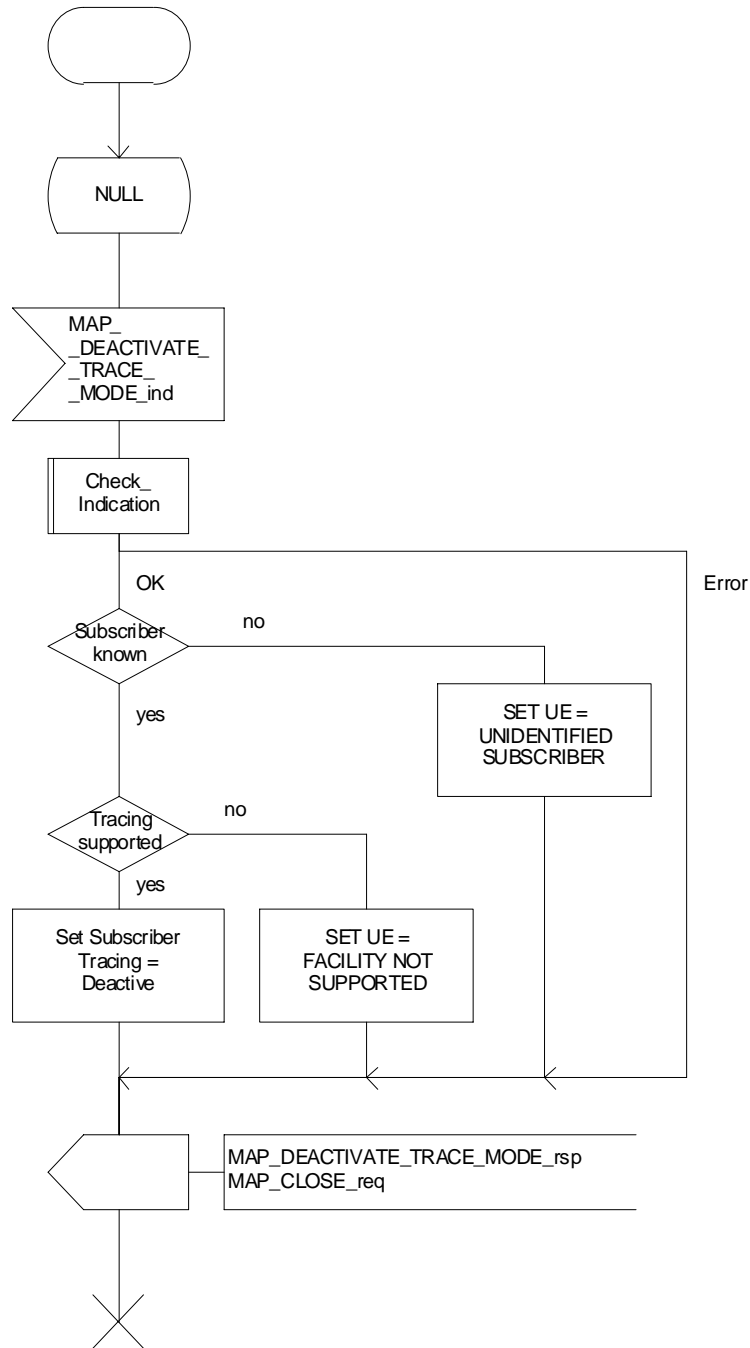 NULL
MAP_
_DEACTIVATE_
_TRACE_
_MODE_ind
Check_
Indication
OK
Error
Subscriber
known
no
yes
SET UE =
UNIDENTIFIED
SUBSCRIBER
Tracing
supported
no
yes
Set Subscriber
Tracing =
Deactive
SET UE =
FACILITY NOT
SUPPORTED
MAP_DEACTIVATE_TRACE_MODE_rsp
MAP_CLOSE_req